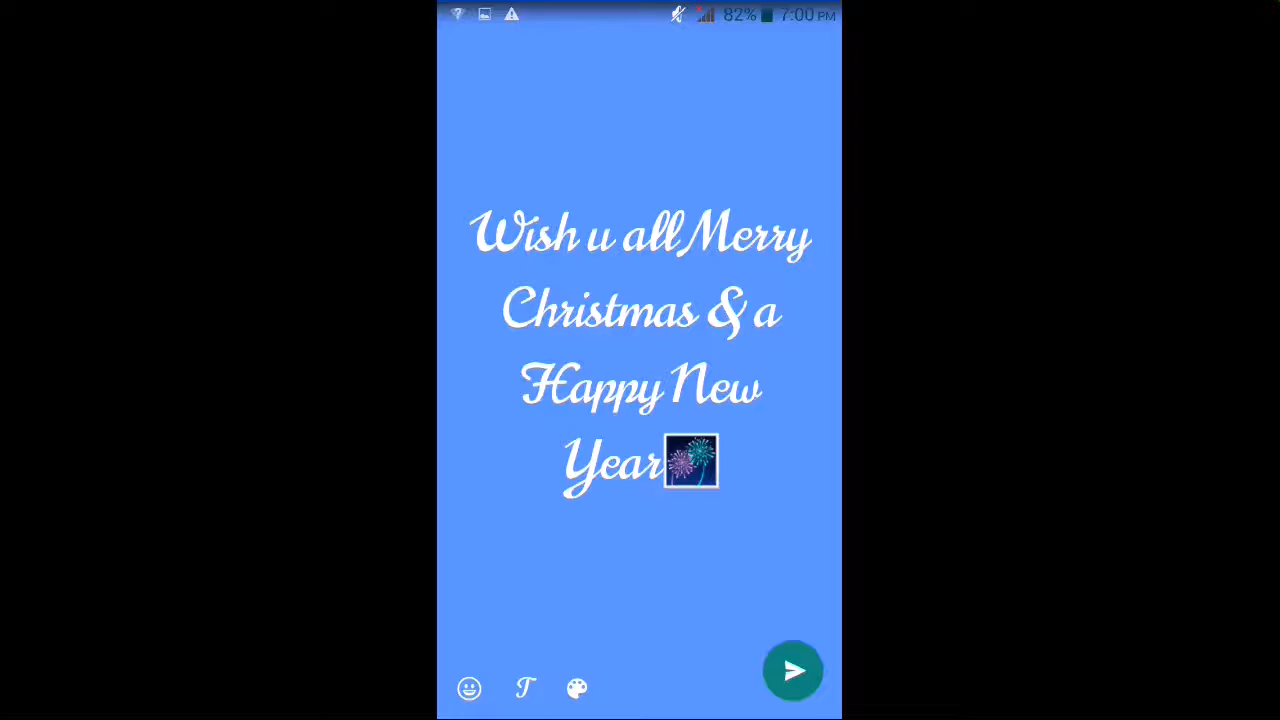 82% 7:00 PM
Wish u all Merry
Christmas & a
Happy New
Year🎆
T